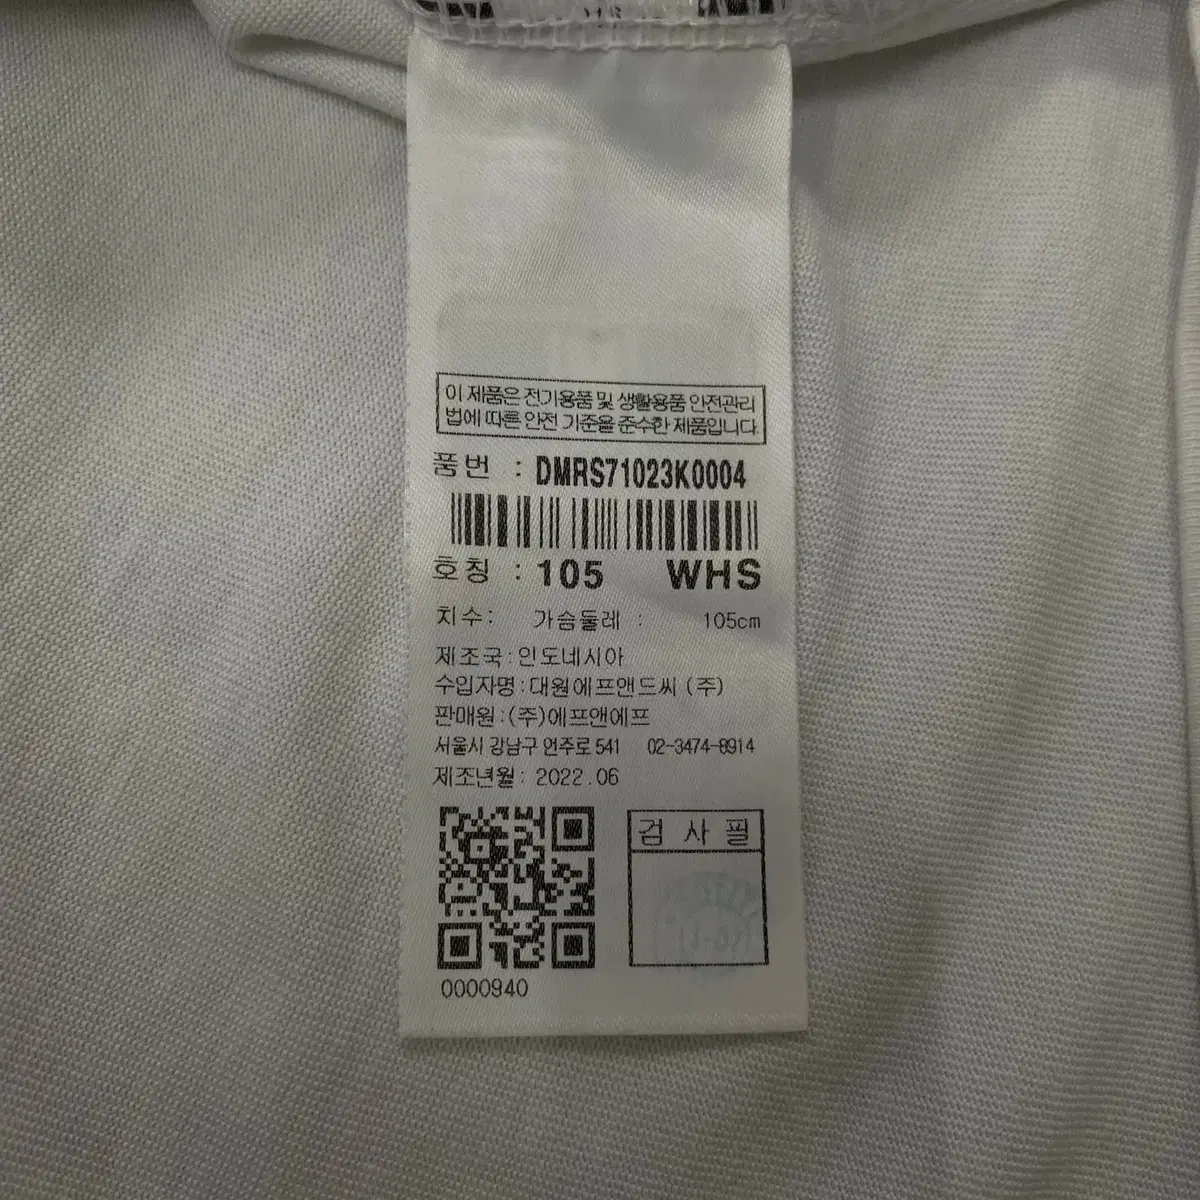 이 제품은 전기용품 및 생활용품 안전관리
법에 따른 안전 기준을 준수한 제품입니다.
품번 : DMRS71023K0004
호칭 : 105 WHS
치수: 가슴둘레 : 105cm
제조국:인도네시아
수입자명:대원에프앤드씨 (주)
판매원:(주)에프앤에프
서울시 강남구 언주로 541 02-3474-8914
제조년월: 2022.06
검 사 필
0000940